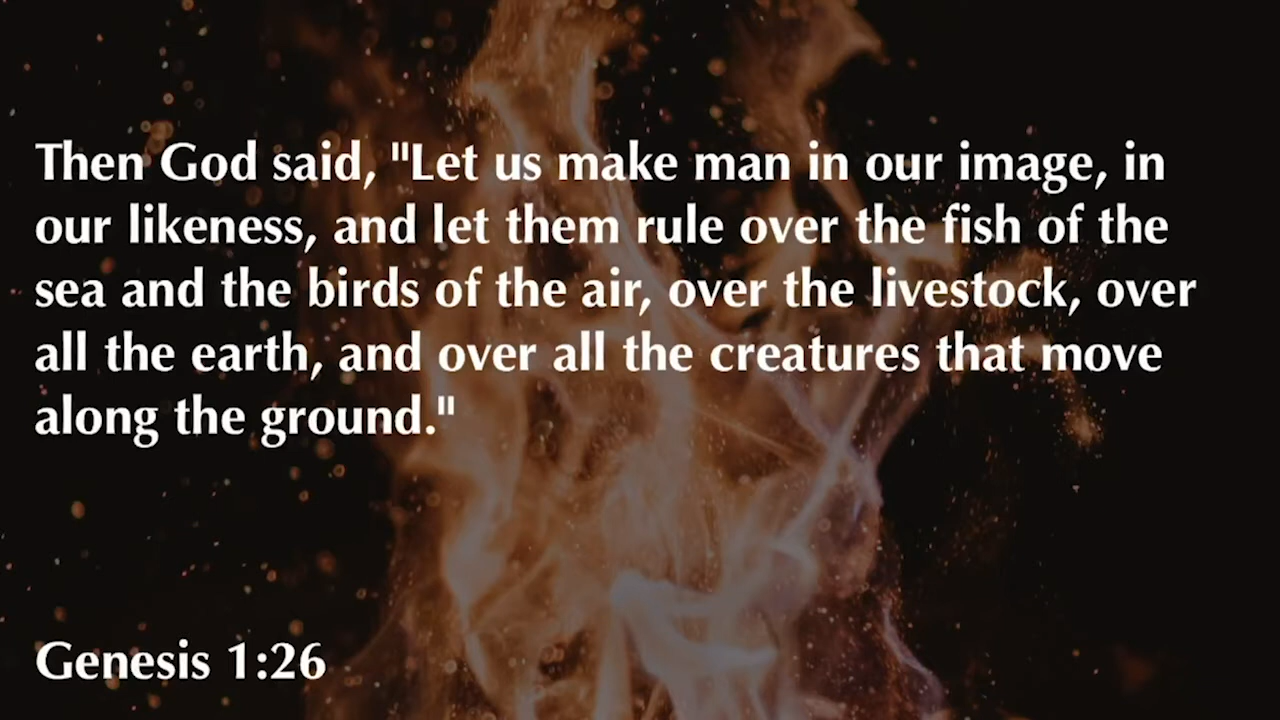 Then God said, "Let us make man in our image, in
our likeness, and let them rule over the fish of the
sea and the birds of the air, over the livestock, over
all the earth, and over all the creatures that move
along the ground."
Genesis 1:26